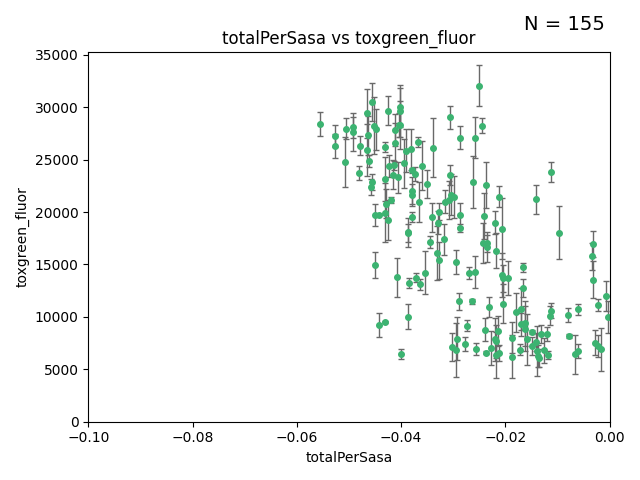 N = 155
totalPerSasa vs toxgreen_fluor
35000
30000
25000
20000
15000
10000
5000
0
toxgreen_fluor
−0.10 −0.08 −0.06 −0.04 −0.02 0.00
totalPerSasa